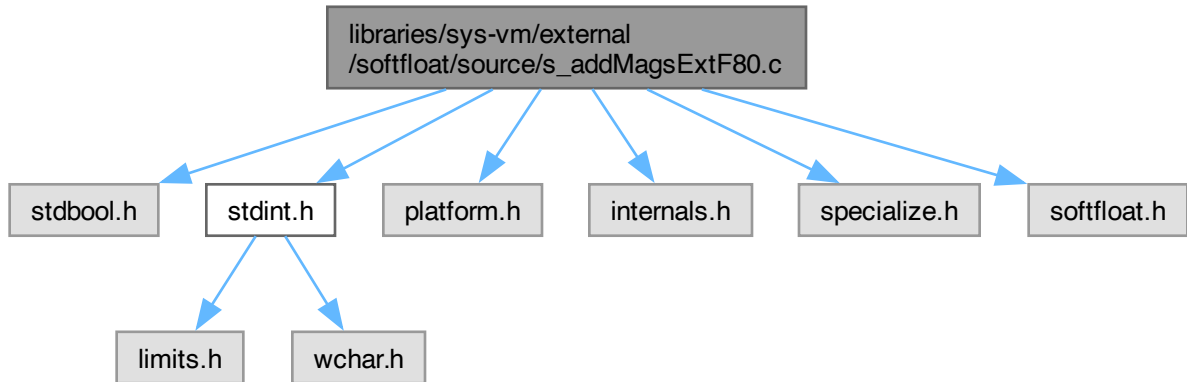 libraries/sys-vm/external
/softfloat/source/s_addMagsExtF80.c
stdbool.h
stdint.h
platform.h
internals.h
specialize.h
softfloat.h
limits.h
wchar.h